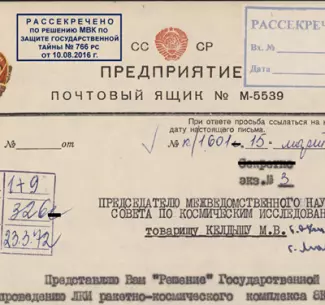 РАССЕКРЕЧЕНО
ПО РЕШЕНИЮ МВК ПО
ЗАЩИТЕ ГОСУДАРСТВЕННОЙ
ТАЙНЫ № 766 РС
от 10.08.2016 г.
СС СР
РАССЕКРЕЧ
Вх. №
Дата
ПРЕДПРИЯТИЕ
ПОЧТОВЫЙ ЯЩИК № М-5539
При ответе просьба ссылаться на н
дату настоящего письма.
№ от
№ п/1601-15-
Секретно
экз. № 3
1+9
326с
23.3.72
ПРЕДСЕДАТЕЛЮ МЕЖВЕДОМСТВЕННОГО НАУ
СОВЕТА ПО КОСМИЧЕСКИМ ИССЛЕДОВАН
товарищу КЕЛДЫШУ М.В.
Представляю Вам "Решение" Государственной
проведению ЛКИ ракетно-космического комплекса